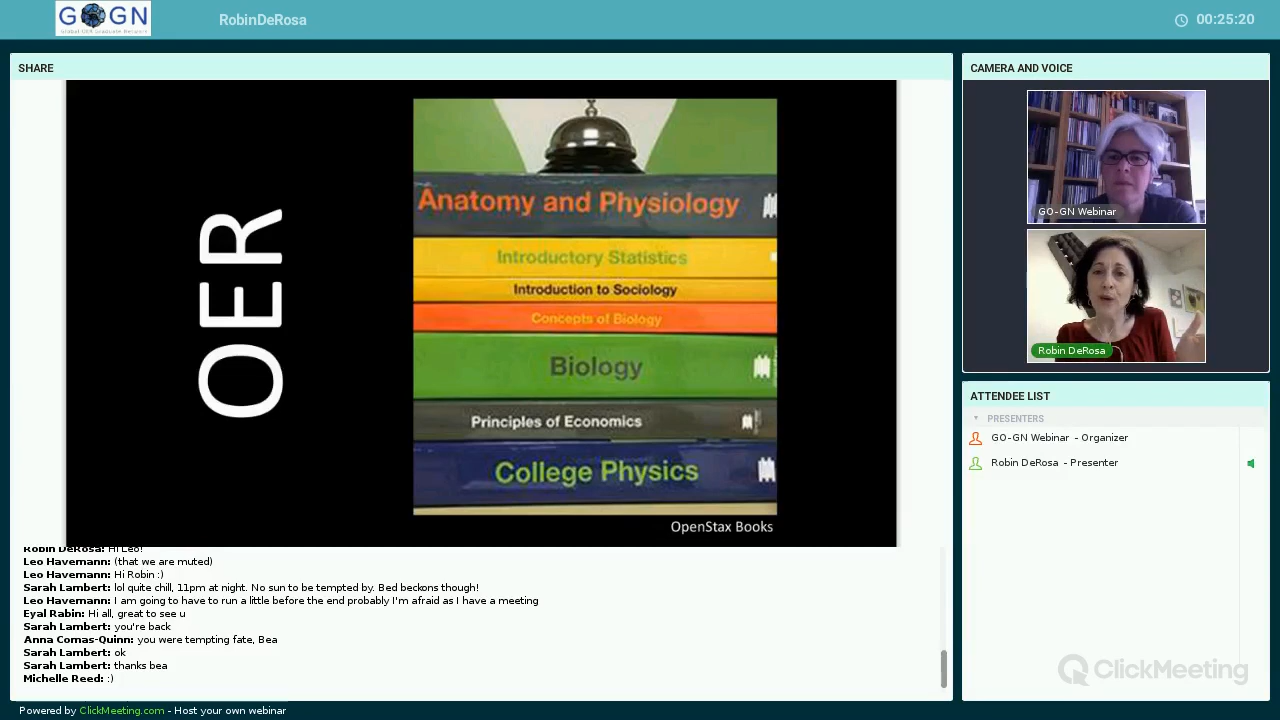 GO GN
Global OER Graduate Network
RobinDeRosa
00:25:20
SHARE
OER
Anatomy and Physiology
Introductory Statistics
Introduction to Sociology
Concepts of Biology
Biology
Principles of Economics
College Physics
OpenStax Books
Robin DeRosa: Hi Leo!
Leo Havemann: (that we are muted)
Leo Havemann: Hi Robin :)
Sarah Lambert: lol quite chill, 11pm at night. No sun to be tempted by. Bed beckons though!
Leo Havemann: I am going to have to run a little before the end probably I'm afraid as I have a meeting
Eyal Rabin: Hi all, great to see u
Sarah Lambert: you're back
Anna Comas-Quinn: you were tempting fate, Bea
Sarah Lambert: ok
Sarah Lambert: thanks bea
Michelle Reed: :)
CAMERA AND VOICE
GO-GN Webinar
Robin DeRosa
ATTENDEE LIST
PRESENTERS
GO-GN Webinar - Organizer
Robin DeRosa - Presenter
ClickMeeting
Powered by ClickMeeting.com - Host your own webinar